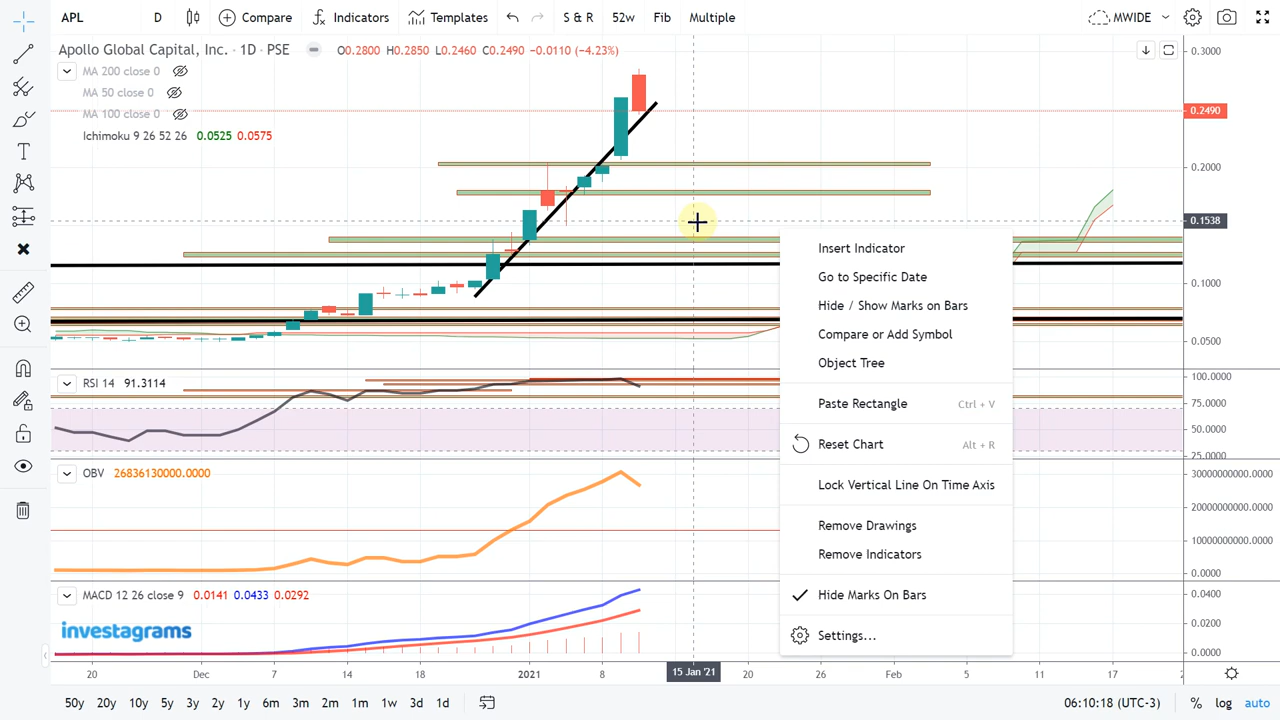 APL D Compare Indicators Templates S & R 52w Fib Multiple MWIDE
Apollo Global Capital, Inc. · 1D · PSE O0.2800 H0.2850 L0.2460 C0.2490 −0.0110 (−4.23%)
MA 200 close 0
MA 50 close 0
MA 100 close 0
Ichimoku 9 26 52 26 0.0525 0.0575
0.3000
0.2490
0.2000
0.1538
0.1000
0.0500
Insert Indicator
Go to Specific Date
Hide / Show Marks on Bars
Compare or Add Symbol
Object Tree
Paste Rectangle Ctrl + V
Reset Chart Alt + R
Lock Vertical Line On Time Axis
Remove Drawings
Remove Indicators
Hide Marks On Bars
Settings...
RSI 14 91.3114
100.0000
75.0000
50.0000
25.0000
OBV 26836130000.0000
30000000000.0000
20000000000.0000
10000000000.0000
0.0000
MACD 12 26 close 9 0.0141 0.0433 0.0292
0.0400
0.0200
0.0000
investagrams
20 Dec 7 14 18 2021 8 15 Jan '21 20 26 Feb 5 11 17
50y 20y 10y 5y 3y 2y 1y 6m 3m 2m 1m 1w 3d 1d 06:10:18 (UTC-3) % log auto